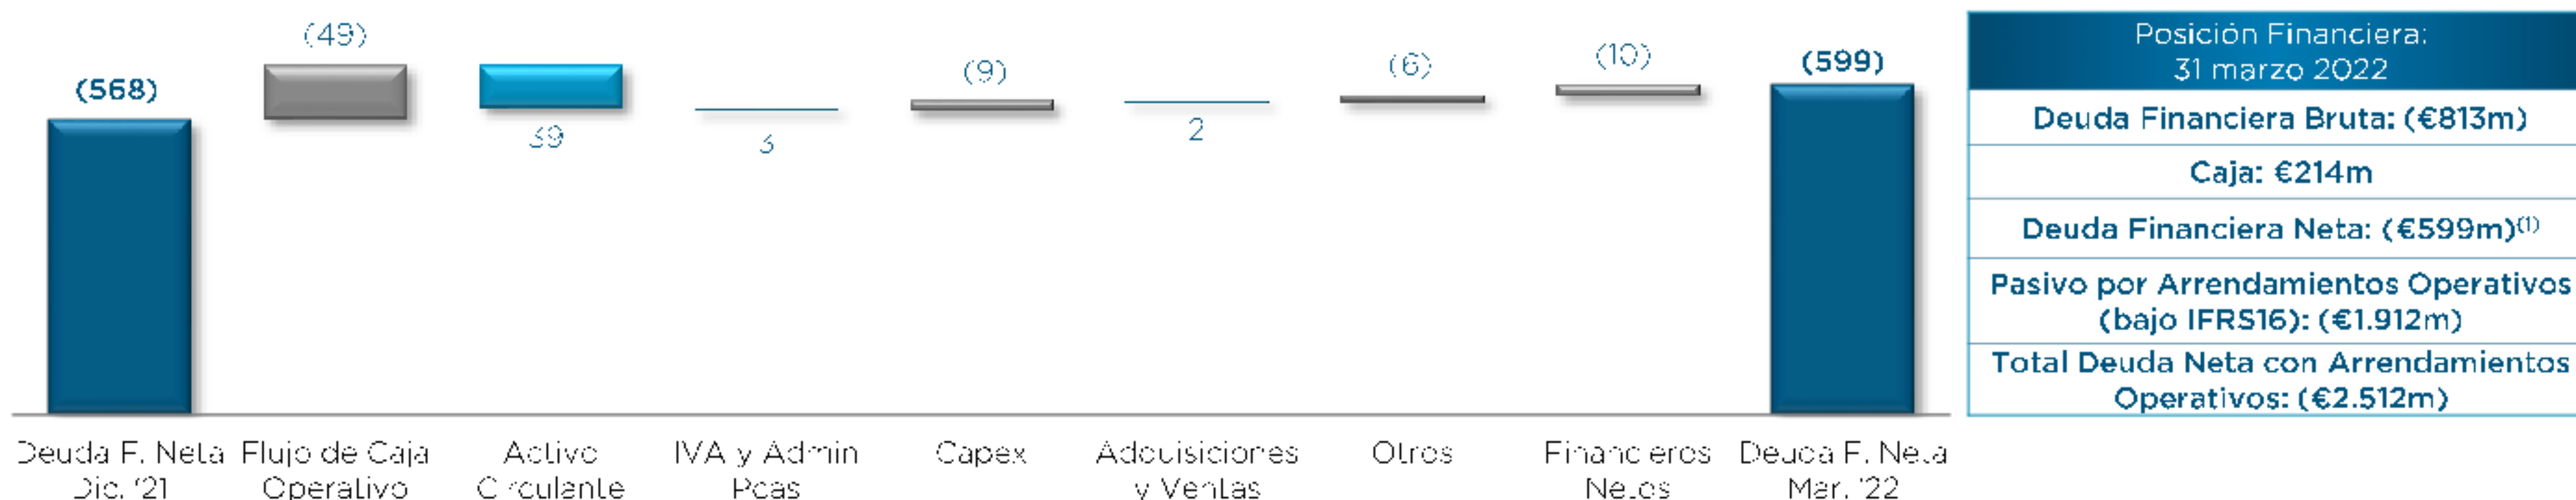 (568)
(49)
39
3
(9)
2
(6)
(10)
(599)
Deuda F. Neta
Dic. '21
Flujo de Caja
Operativo
Activo
Circulante
IVA y Admin
Pcas
Capex
Adquisiciones
y Ventas
Otros
Financieros
Netos
Deuda F. Neta
Mar. '22
Posición Financiera:
31 marzo 2022
Deuda Financiera Bruta: (€813m)
Caja: €214m
Deuda Financiera Neta: (€599m)(1)
Pasivo por Arrendamientos Operativos
(bajo IFRS16): (€1.912m)
Total Deuda Neta con Arrendamientos
Operativos: (€2.512m)